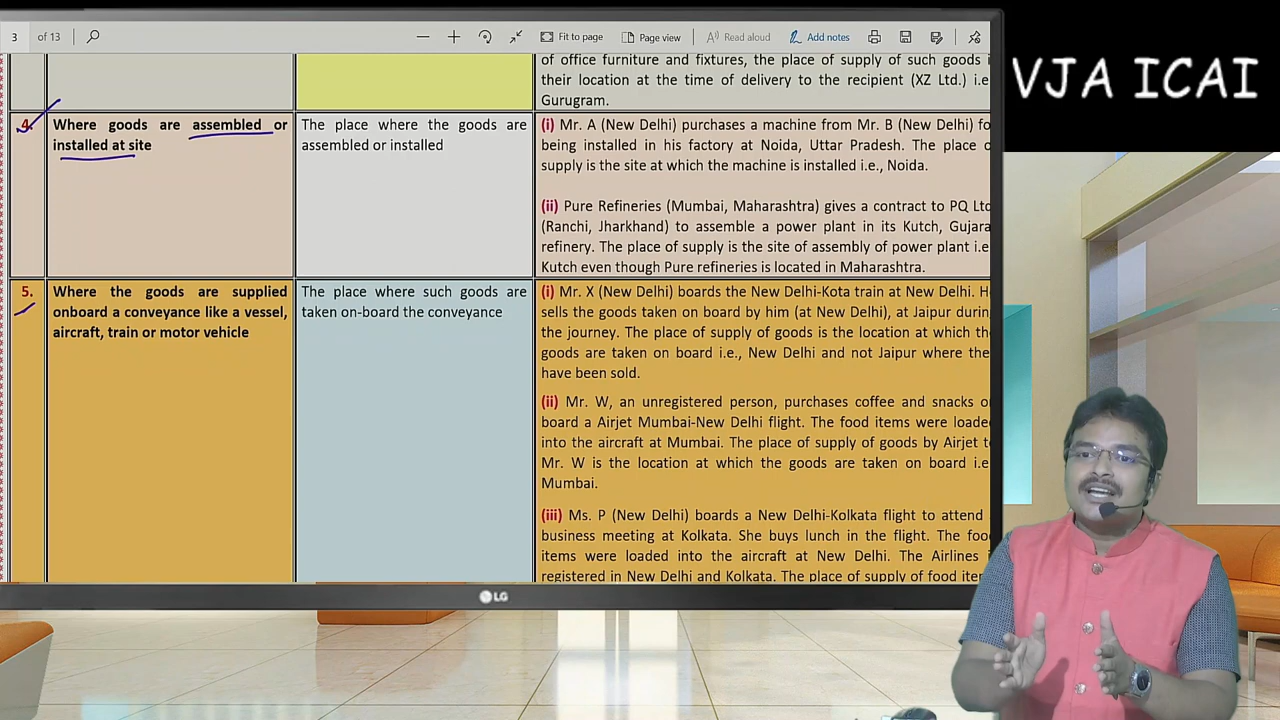 3 of 13
Fit to page
Page view
Read aloud
Add notes
VJA ICAI
of office furniture and fixtures, the place of supply of such goods i
their location at the time of delivery to the recipient (XZ Ltd.) i.e
Gurugram.
4.
Where goods are assembled or
installed at site
The place where the goods are
assembled or installed
(i) Mr. A (New Delhi) purchases a machine from Mr. B (New Delhi) fo
being installed in his factory at Noida, Uttar Pradesh. The place o
supply is the site at which the machine is installed i.e., Noida.
(ii) Pure Refineries (Mumbai, Maharashtra) gives a contract to PQ Ltd
(Ranchi, Jharkhand) to assemble a power plant in its Kutch, Gujara
refinery. The place of supply is the site of assembly of power plant i.e
Kutch even though Pure refineries is located in Maharashtra.
5.
Where the goods are supplied
onboard a conveyance like a vessel,
aircraft, train or motor vehicle
The place where such goods are
taken on-board the conveyance
(i) Mr. X (New Delhi) boards the New Delhi-Kota train at New Delhi. H
sells the goods taken on board by him (at New Delhi), at Jaipur durin
the journey. The place of supply of goods is the location at which th
goods are taken on board i.e., New Delhi and not Jaipur where the
have been sold.
(ii) Mr. W, an unregistered person, purchases coffee and snacks o
board a Airjet Mumbai-New Delhi flight. The food items were loade
into the aircraft at Mumbai. The place of supply of goods by Airjet t
Mr. W is the location at which the goods are taken on board i.e
Mumbai.
(iii) Ms. P (New Delhi) boards a New Delhi-Kolkata flight to attend
business meeting at Kolkata. She buys lunch in the flight. The foo
items were loaded into the aircraft at New Delhi. The Airlines i
registered in New Delhi and Kolkata. The place of supply of food item
LG